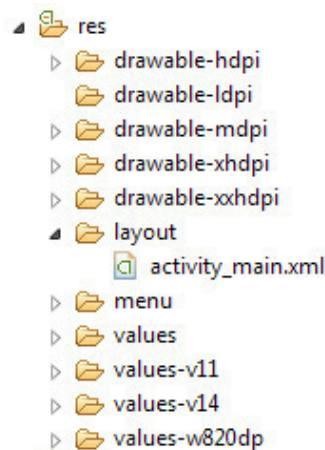 res
drawable-hdpi
drawable-ldpi
drawable-mdpi
drawable-xhdpi
drawable-xxhdpi
layout
activity_main.xml
menu
values
values-v11
values-v14
values-w820dp